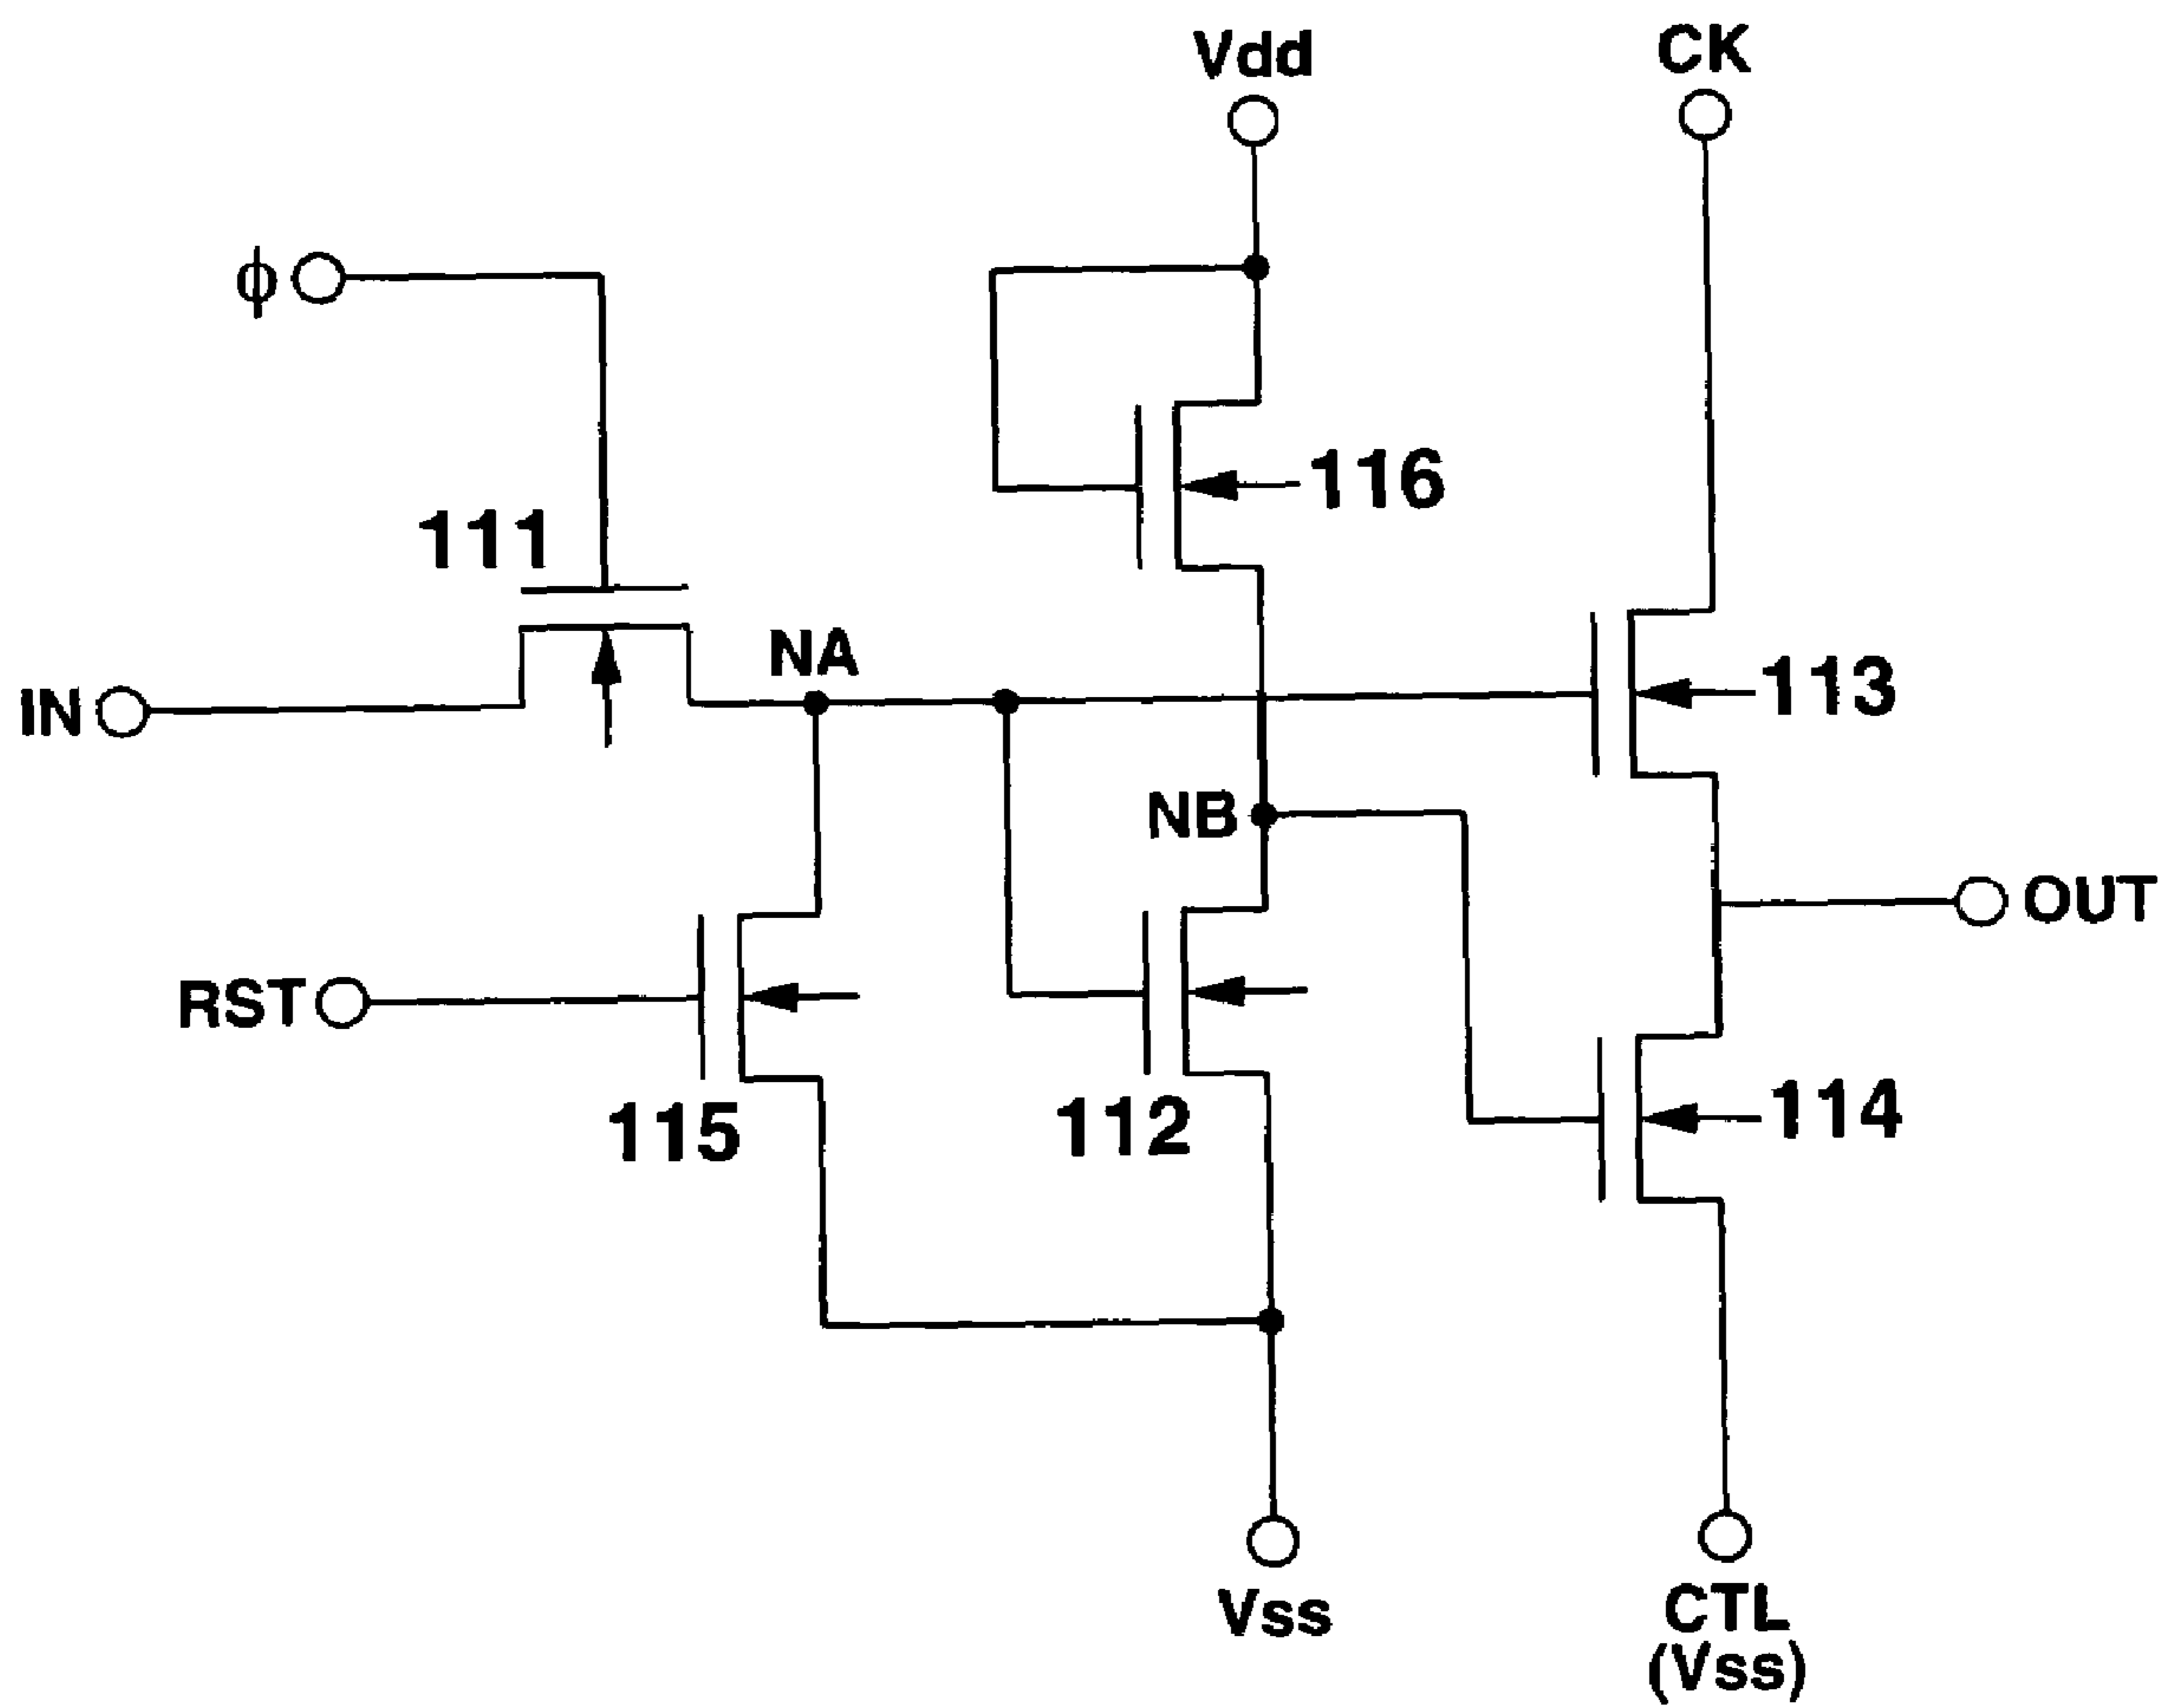 Vdd
CK
ϕ
116
111
NA
113
IN
NB
OUT
RST
115
112
114
Vss
CTL
(Vss)